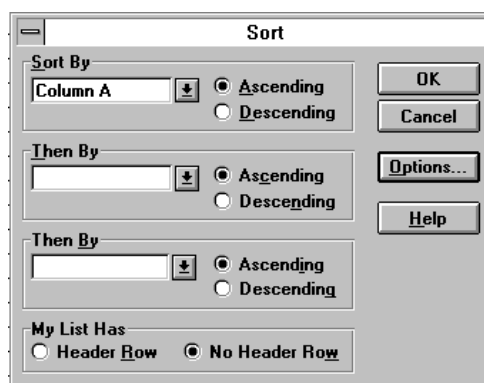 Sort
Sort By
Column A
Ascending
Descending
OK
Cancel
Then By
Ascending
Descending
Options...
Help
Then By
Ascending
Descending
My List Has
Header Row No Header Row